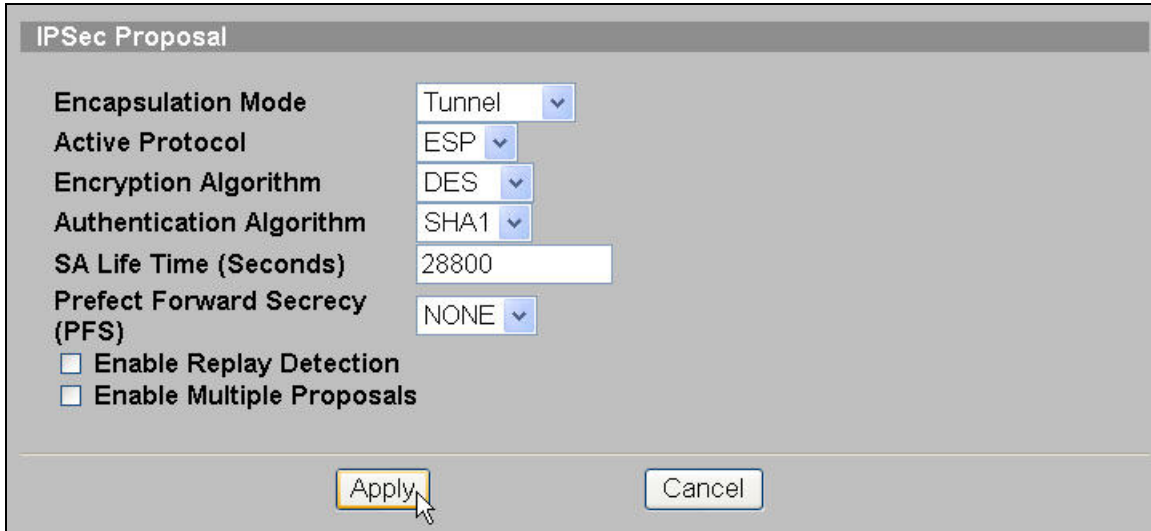 IPSec Proposal
Encapsulation Mode Tunnel
Active Protocol ESP
Encryption Algorithm DES
Authentication Algorithm SHA1
SA Life Time (Seconds) 28800
Prefect Forward Secrecy
(PFS) NONE
Enable Replay Detection
Enable Multiple Proposals
Apply Cancel